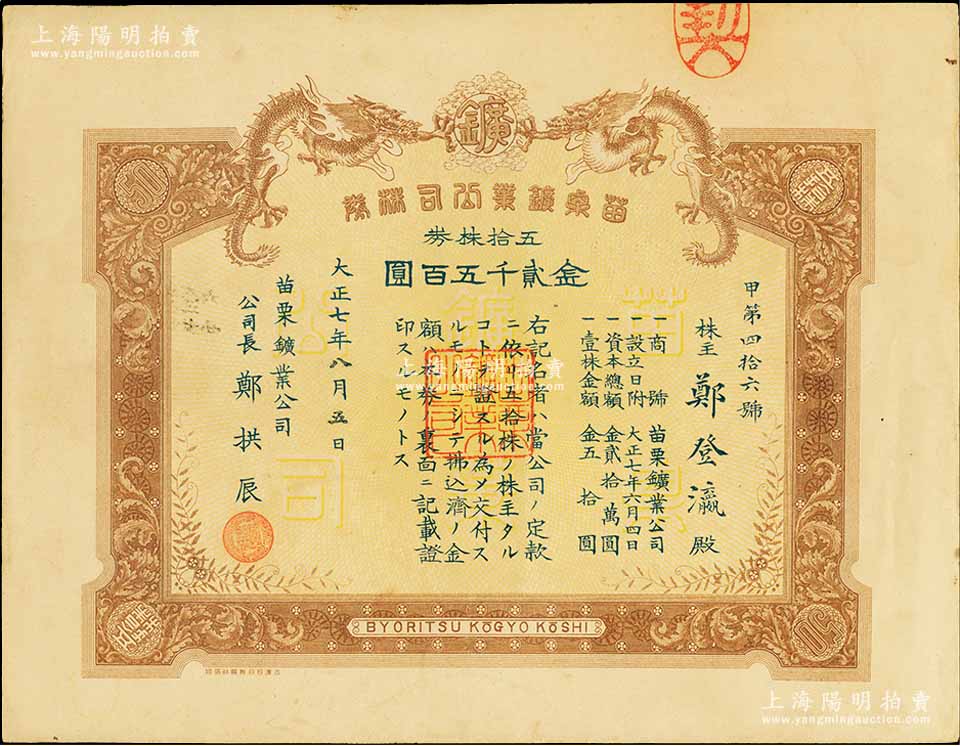 上海陽明拍賣
www.yangmingauction.com
鑛
苗栗鑛業公司株券
五拾株券
金貳千五百圓
甲第四拾六號
株主 鄭登瀛殿
一商號 苗栗鑛業公司
一設立日附 大正七年六月四日
一資本總額 金貳拾萬圓
一壹株金額 金五拾圓
右記名者ハ當公司ノ定款
ニ依リ五拾株ノ株主タル
コトヲ證スル為メ交付ス
ルモノニシテ拂込濟ノ金
額ハ本券裏面ニ記載證
印スルモノトス
大正七年八月五日
苗栗鑛業公司
公司長 鄭拱辰
50
50
BYORITSU KōGYO KōSHI
上海陽明拍賣
www.yangmingauction.com